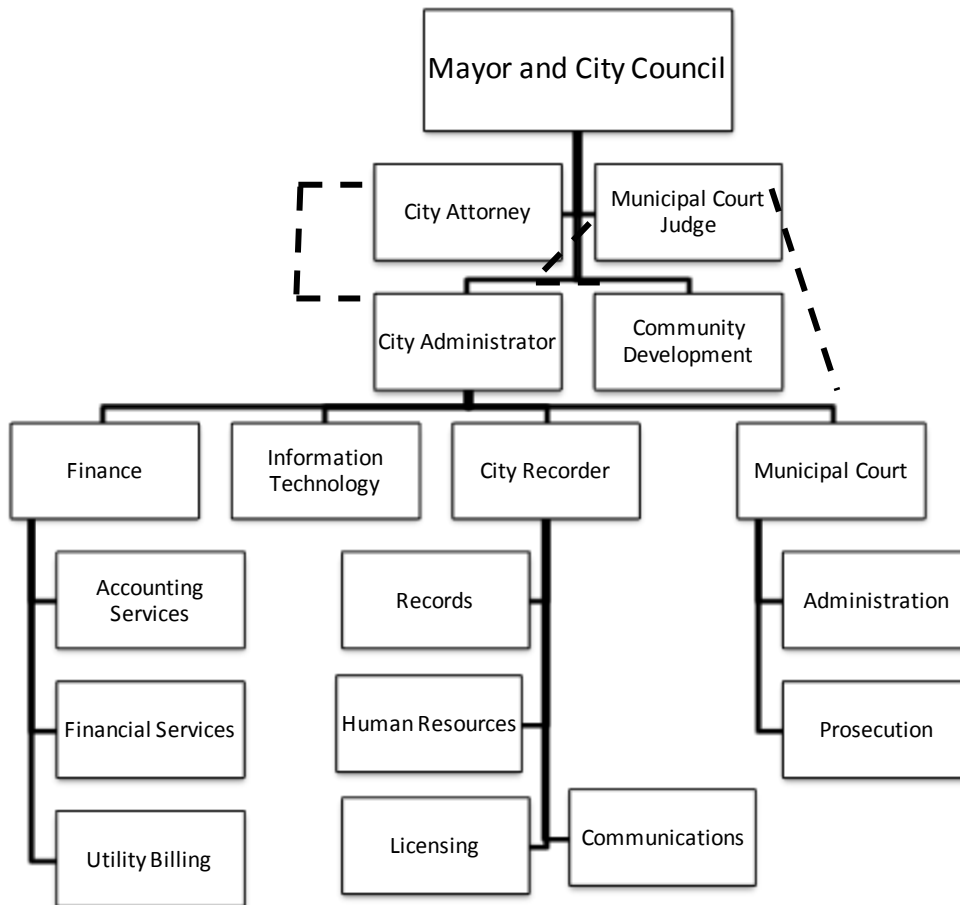 Mayor and City Council
City Attorney
Municipal Court
Judge
City Administrator
Community
Development
Finance
Information
Technology
City Recorder
Municipal Court
Accounting
Services
Records
Administration
Financial Services
Human Resources
Prosecution
Utility Billing
Licensing
Communications